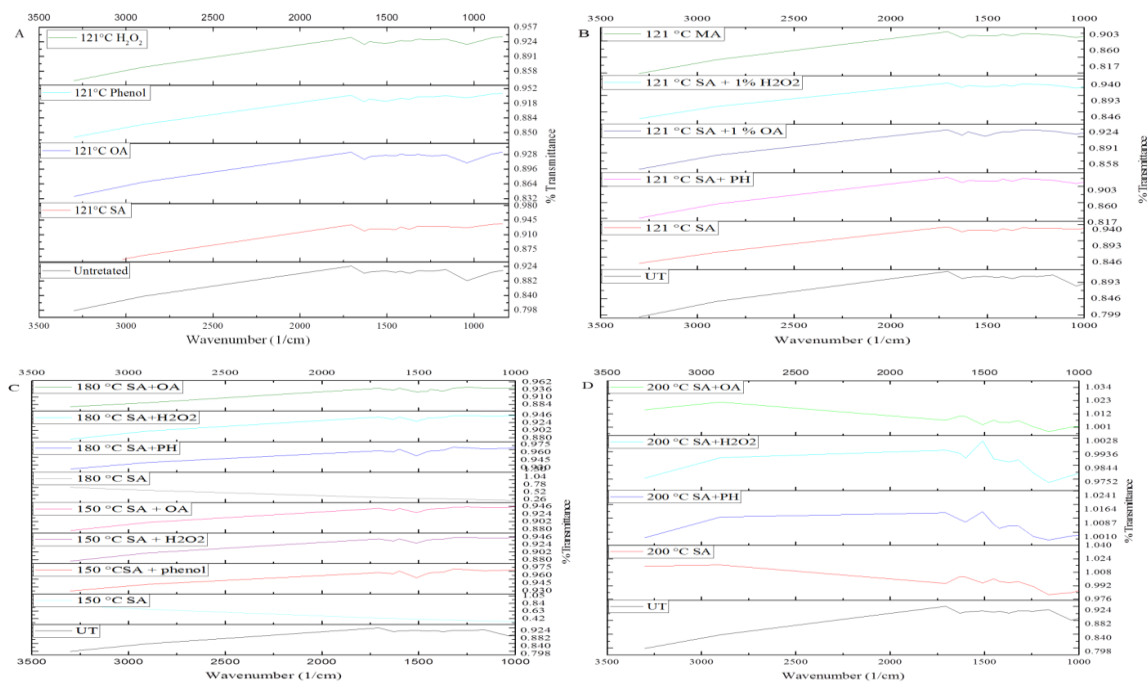 A
3500 3000 2500 2000 1500 1000
121°C H₂O₂
0.957
0.924
0.891
0.858
121°C Phenol
0.952
0.918
0.884
0.850
121°C OA
0.928
0.896
0.864
0.832
121°C SA
0.980
0.945
0.910
0.875
Untretated
0.924
0.882
0.840
0.798
% Transmittance
3500 3000 2500 2000 1500 1000
Wavenumber (1/cm)
B
3500 3000 2500 2000 1500 1000
121 °C MA
0.903
0.860
0.817
121 °C SA + 1% H2O2
0.940
0.893
0.846
121 °C SA +1 % OA
0.924
0.891
0.858
121 °C SA+ PH
0.903
0.860
0.817
121 °C SA
0.940
0.893
0.846
UT
0.893
0.846
0.799
%Transmittance
3500 3000 2500 2000 1500 1000
Wavenumber (1/cm)
C
3500 3000 2500 2000 1500 1000
180 °C SA+OA
0.962
0.936
0.910
0.884
180 °C SA+H2O2
0.946
0.924
0.902
0.880
180 °C SA+PH
0.975
0.960
0.945
0.930
180 °C SA
1.04
0.78
0.52
0.26
150 °C SA + OA
0.946
0.924
0.902
0.880
150 °C SA + H2O2
0.946
0.924
0.902
0.880
150 °CSA + phenol
0.975
0.960
0.945
0.930
150 °C SA
1.05
0.84
0.63
0.42
UT
0.924
0.882
0.840
0.798
%Transmittance
3500 3000 2500 2000 1500 1000
Wavenumber (1/cm)
D
3500 3000 2500 2000 1500 1000
200 °C SA+OA
1.034
1.023
1.012
1.001
200 °C SA+H2O2
1.0028
0.9936
0.9844
0.9752
200 °C SA+PH
1.0241
1.0164
1.0087
1.0010
200 °C SA
1.040
1.024
1.008
0.992
0.976
UT
0.924
0.882
0.840
0.798
%Transmittance
3500 3000 2500 2000 1500 1000
Wavenumber (1/cm)